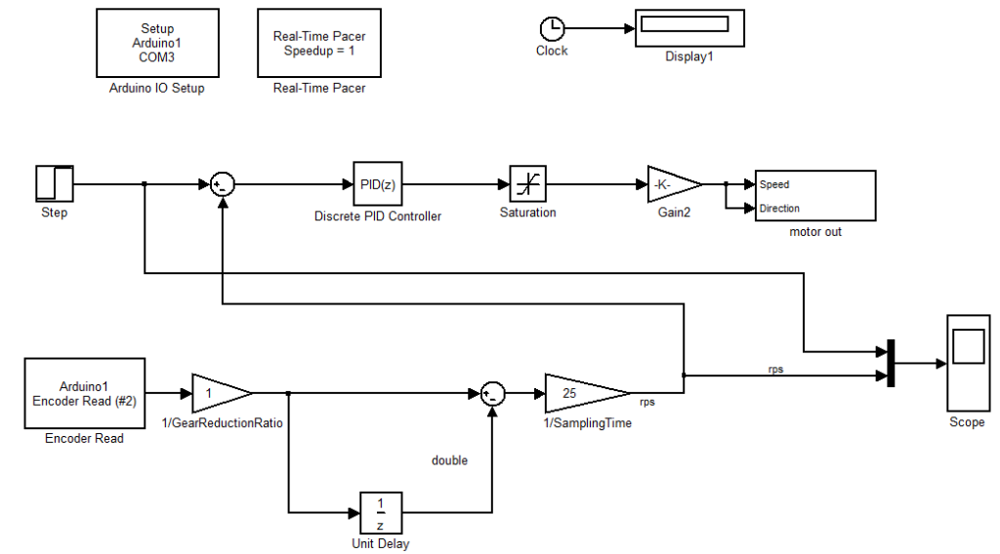 Setup
Arduino1
COM3
Arduino IO Setup
Real-Time Pacer
Speedup = 1
Real-Time Pacer
Clock
Display1
Step
+
-
PID(z)
Discrete PID Controller
Saturation
-K-
Gain2
Speed
Direction
motor out
Arduino1
Encoder Read (#2)
Encoder Read
1
1/GearReductionRatio
+
-
25
1/SamplingTime
rps
rps
Scope
double
1
z
Unit Delay